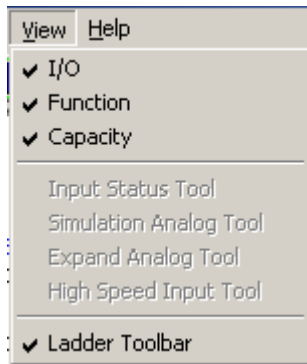 View Help
I/O
Function
Capacity
Input Status Tool
Simulation Analog Tool
Expand Analog Tool
High Speed Input Tool
Ladder Toolbar